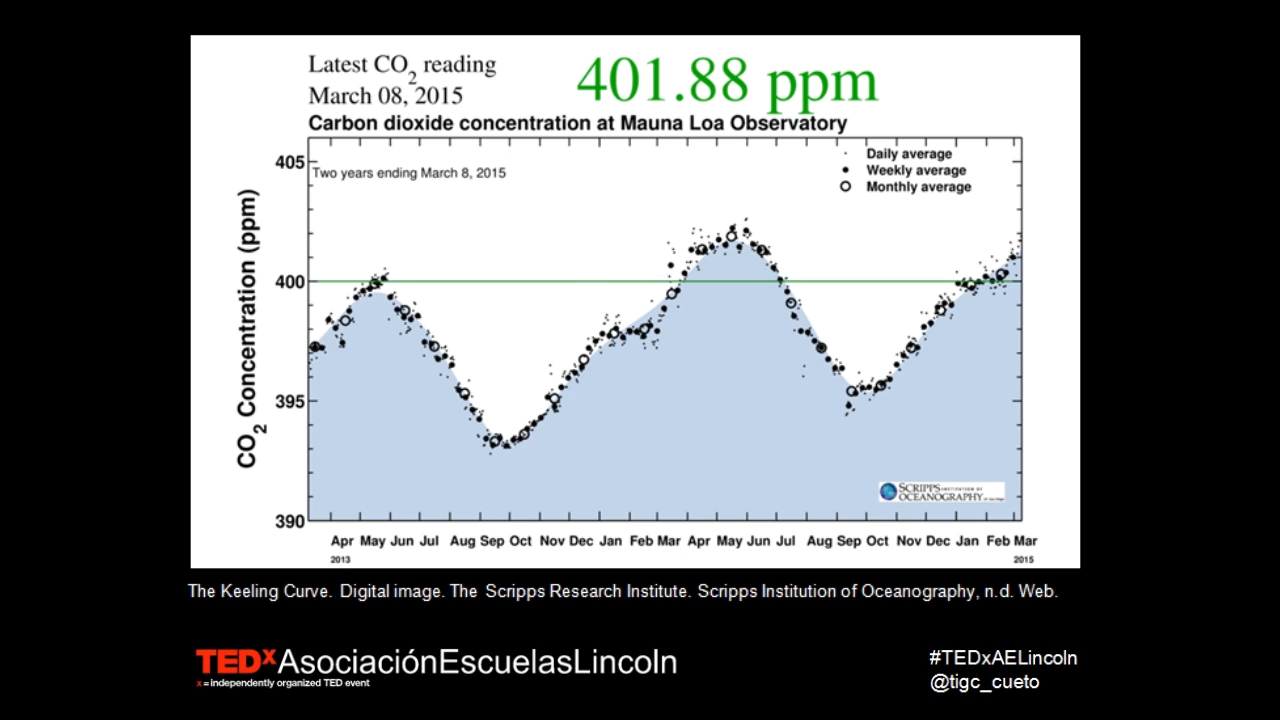 Latest CO2 reading
March 08, 2015
401.88 ppm
Carbon dioxide concentration at Mauna Loa Observatory
Two years ending March 8, 2015
Daily average
Weekly average
Monthly average
CO2 Concentration (ppm)
405
400
395
390
SCRIPPS INSTITUTION OF
OCEANOGRAPHY
Apr May Jun Jul Aug Sep Oct Nov Dec Jan Feb Mar Apr May Jun Jul Aug Sep Oct Nov Dec Jan Feb Mar
2013 2015
The Keeling Curve. Digital image. The Scripps Research Institute. Scripps Institution of Oceanography, n.d. Web.
TEDxAsociaciónEscuelasLincoln
x = independently organized TED event
#TEDxAELincoln
@tigc_cueto